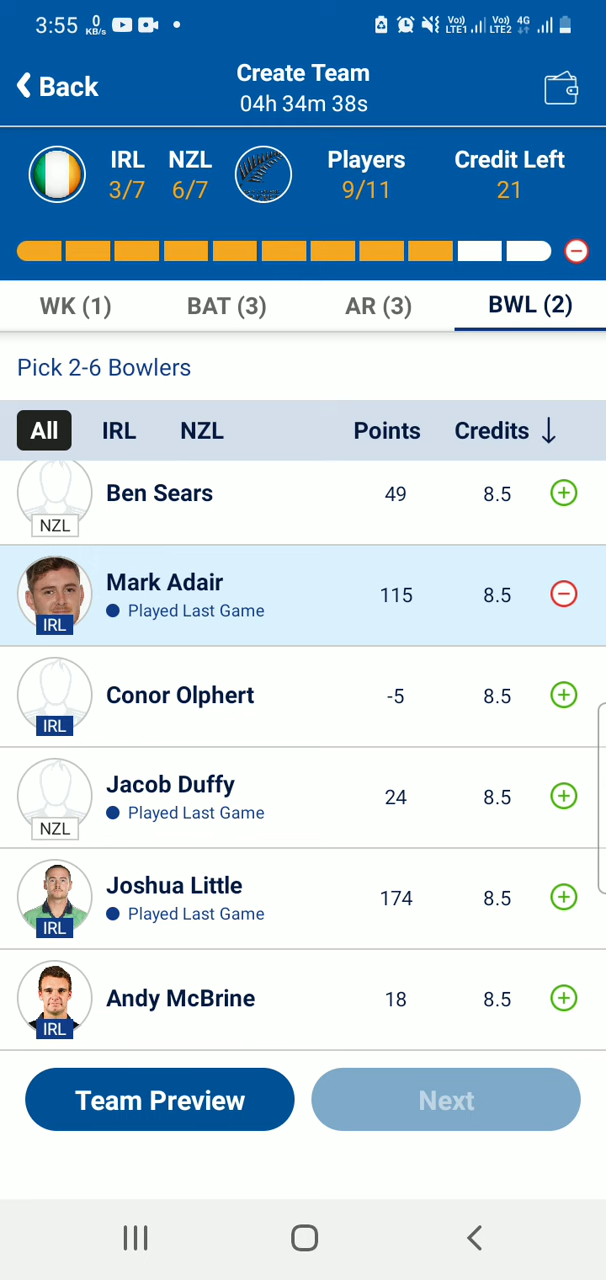 3:55 0 KB/s Vo)) LTE1 Vo)) LTE2 4G
Back
Create Team
04h 34m 38s
IRL NZL Players Credit Left
3/7 6/7 9/11 21
WK (1) BAT (3) AR (3) BWL (2)
Pick 2-6 Bowlers
All IRL NZL Points Credits ↓
Ben Sears 49 8.5
NZL
Mark Adair
Played Last Game 115 8.5
IRL
Conor Olphert -5 8.5
IRL
Jacob Duffy
Played Last Game 24 8.5
NZL
Joshua Little
Played Last Game 174 8.5
IRL
Andy McBrine 18 8.5
IRL
Team Preview Next